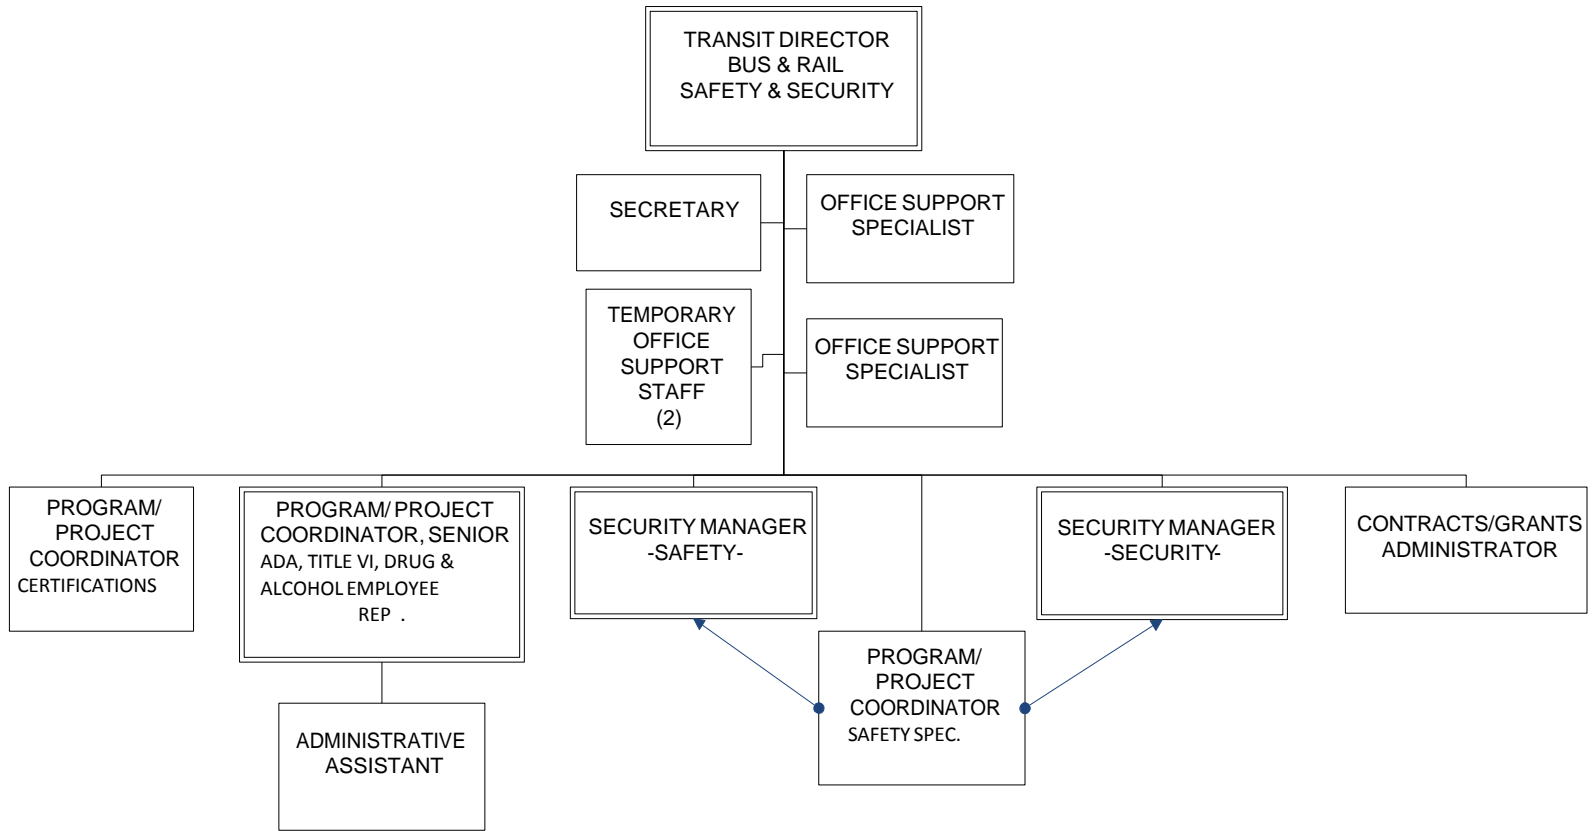 TRANSIT DIRECTOR
BUS & RAIL
SAFETY & SECURITY
SECRETARY
OFFICE SUPPORT
SPECIALIST
TEMPORARY
OFFICE
SUPPORT
STAFF
(2)
OFFICE SUPPORT
SPECIALIST
PROGRAM/
PROJECT
COORDINATOR
CERTIFICATIONS
PROGRAM/ PROJECT
COORDINATOR, SENIOR
ADA, TITLE VI, DRUG &
ALCOHOL EMPLOYEE
REP .
SECURITY MANAGER
-SAFETY-
SECURITY MANAGER
-SECURITY-
CONTRACTS/GRANTS
ADMINISTRATOR
PROGRAM/
PROJECT
COORDINATOR
SAFETY SPEC.
ADMINISTRATIVE
ASSISTANT